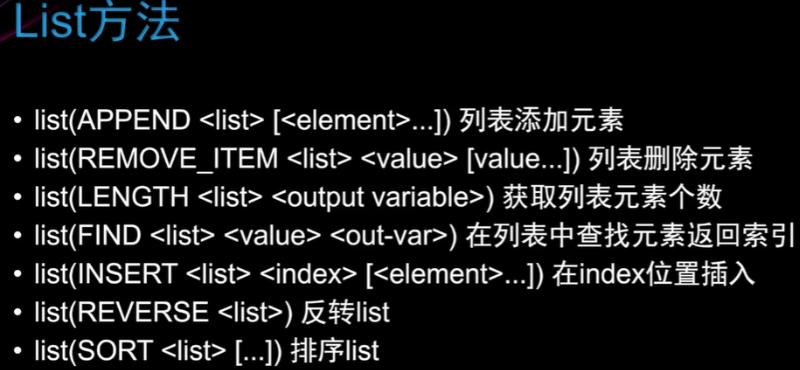 List方法
• list(APPEND <list> [<element>...]) 列表添加元素
• list(REMOVE_ITEM <list> <value> [value...]) 列表删除元素
• list(LENGTH <list> <output variable>) 获取列表元素个数
• list(FIND <list> <value> <out-var>) 在列表中查找元素返回索引
• list(INSERT <list> <index> [<element>...]) 在index位置插入
• list(REVERSE <list>) 反转list
• list(SORT <list> [...]) 排序list